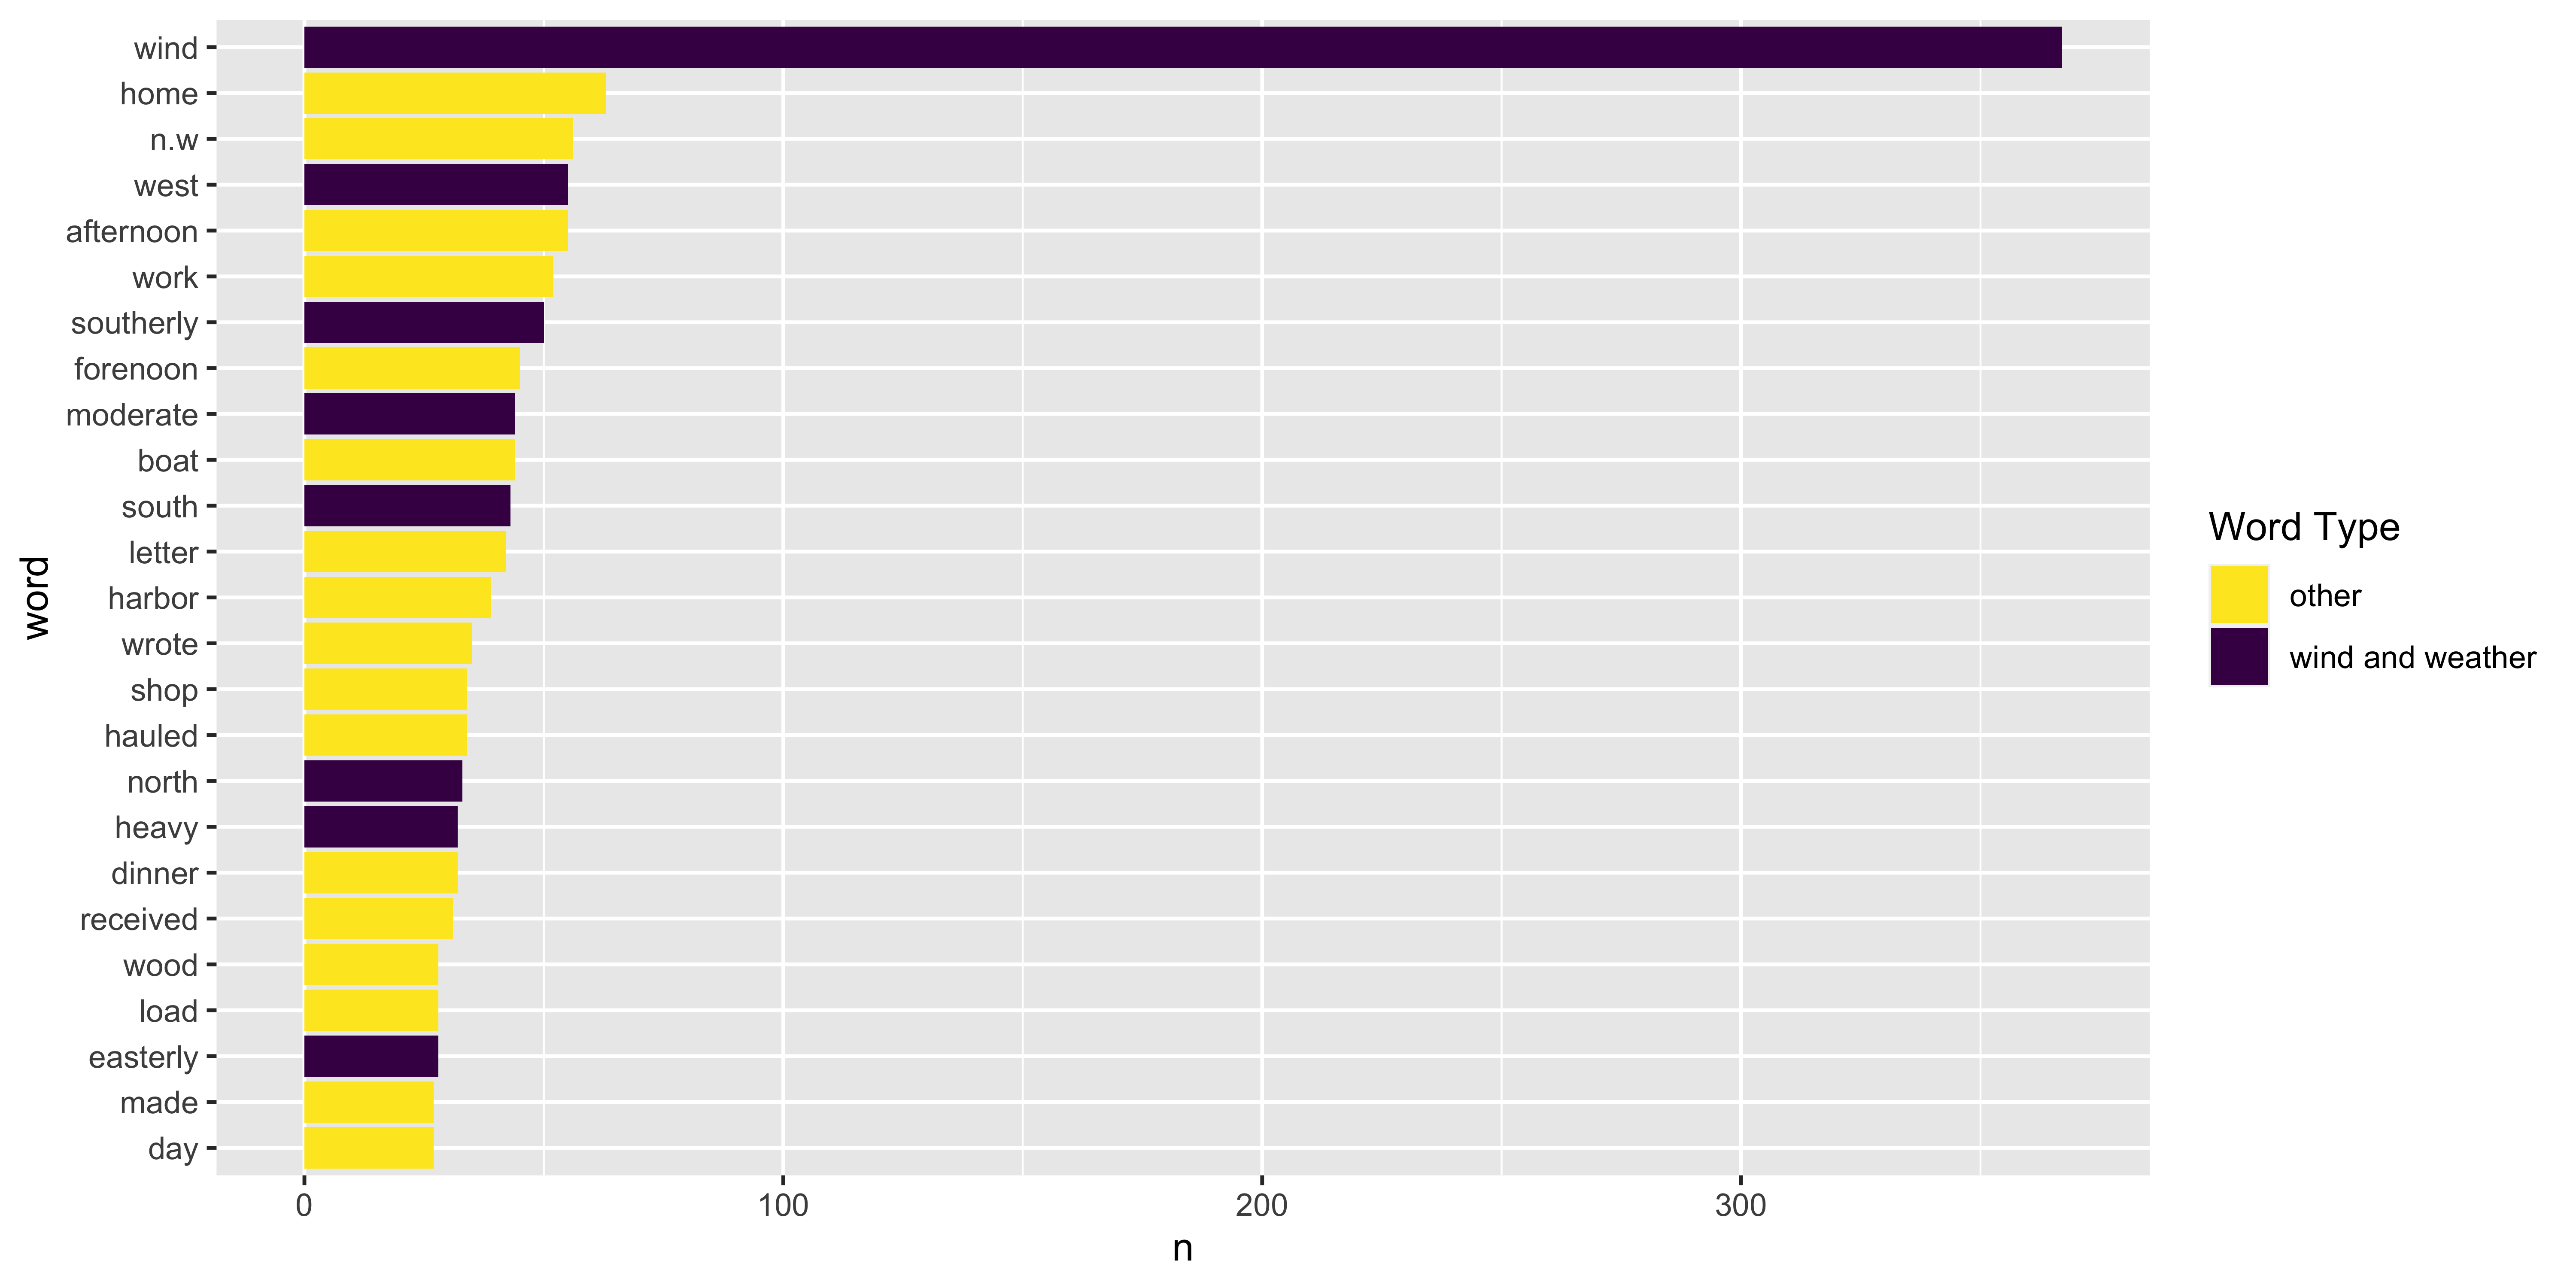 wind
home
n.w
west
afternoon
work
southerly
forenoon
moderate
boat
south
letter
harbor
wrote
shop
hauled
north
heavy
dinner
received
wood
load
easterly
made
day
word
0 100 200 300
n
Word Type
other
wind and weather